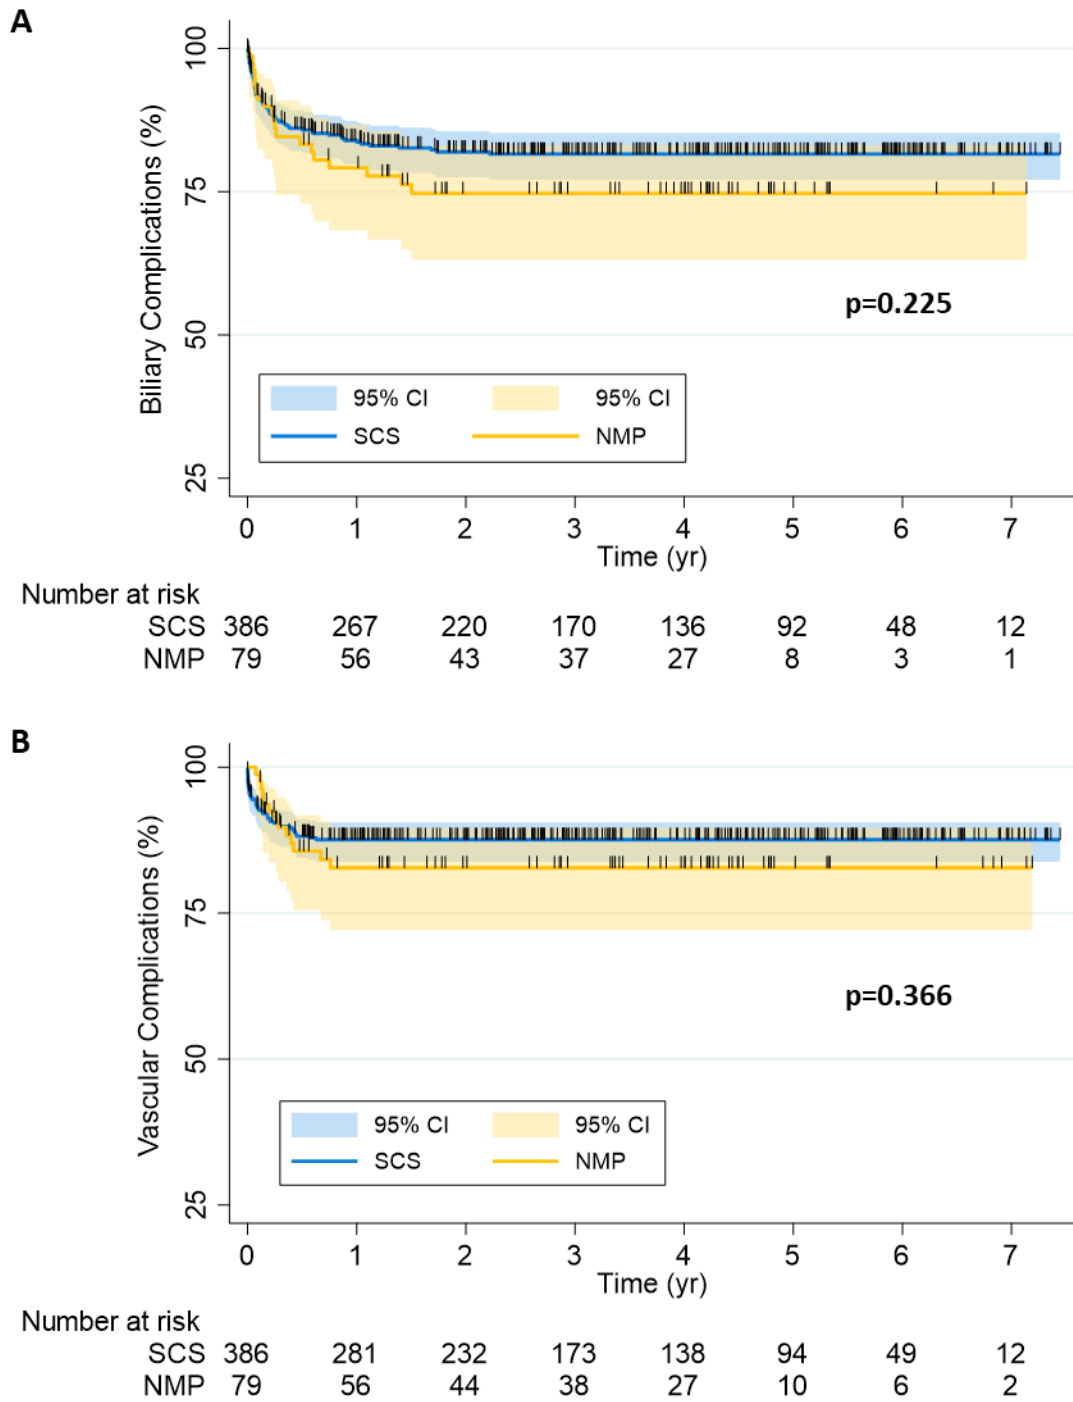 A
Biliary Complications (%)
100
75
50
25
p=0.225
95% CI 95% CI
SCS NMP
0 1 2 3 4 5 6 7
Time (yr)
Number at risk
SCS 386 267 220 170 136 92 48 12
NMP 79 56 43 37 27 8 3 1
B
Vascular Complications (%)
100
75
50
25
p=0.366
95% CI 95% CI
SCS NMP
0 1 2 3 4 5 6 7
Time (yr)
Number at risk
SCS 386 281 232 173 138 94 49 12
NMP 79 56 44 38 27 10 6 2